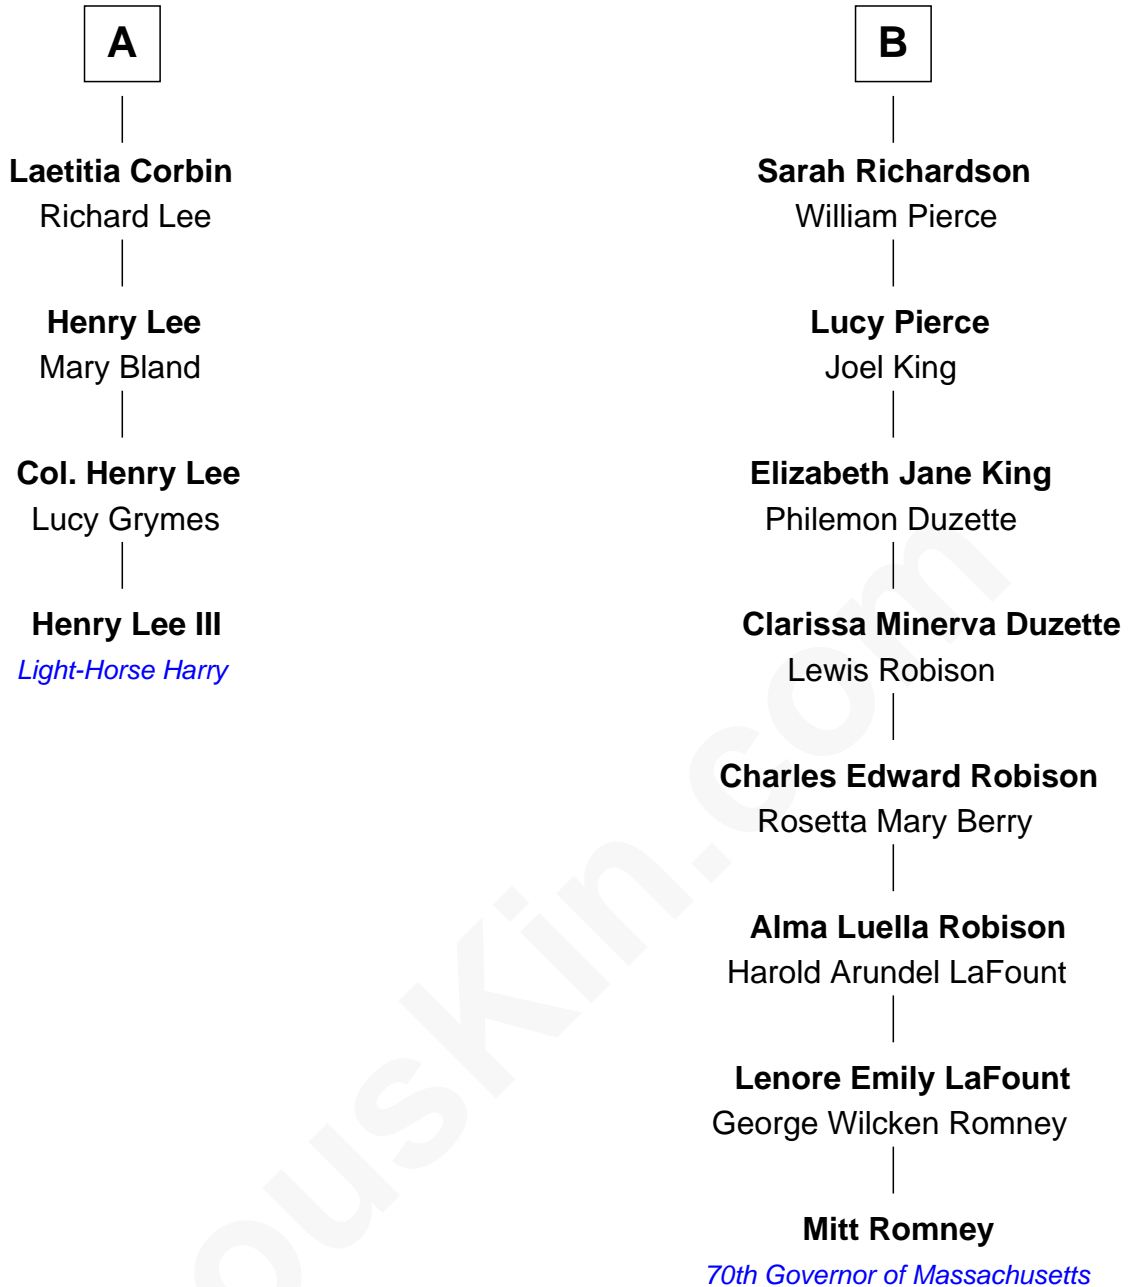 A
Laetitia Corbin
Richard Lee
Henry Lee
Mary Bland
Col. Henry Lee
Lucy Grymes
Henry Lee III
Light-Horse Harry
B
Sarah Richardson
William Pierce
Lucy Pierce
Joel King
Elizabeth Jane King
Philemon Duzette
Clarissa Minerva Duzette
Lewis Robison
Charles Edward Robison
Rosetta Mary Berry
Alma Luella Robison
Harold Arundel LaFount
Lenore Emily LaFount
George Wilcken Romney
Mitt Romney
70th Governor of Massachusetts
ousKin.com